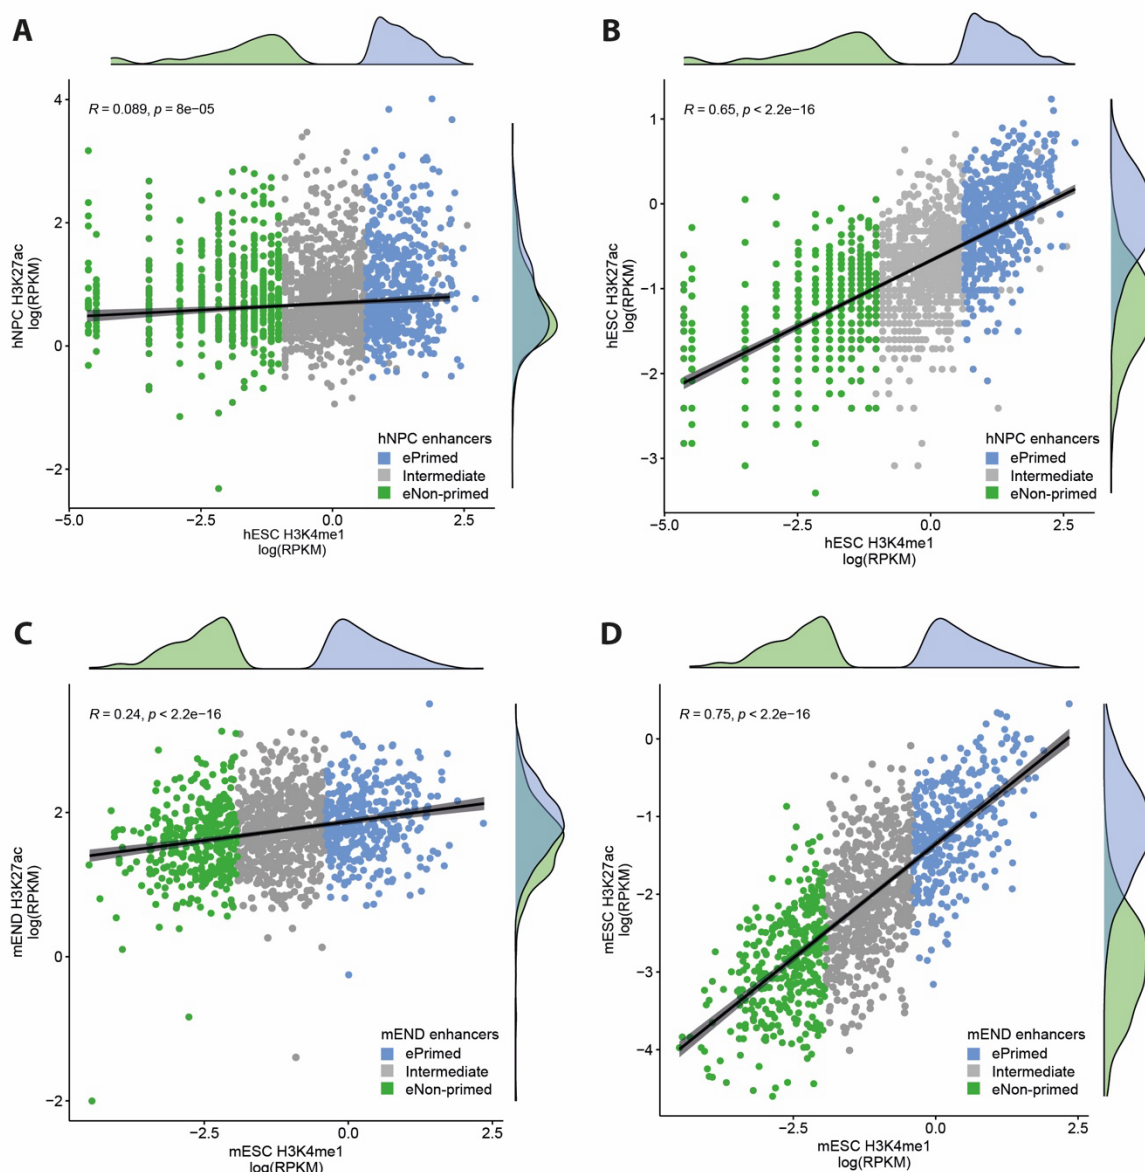 A
R = 0.089, p = 8e−05
4
2
0
−2
hNPC H3K27ac
log(RPKM)
hNPC enhancers
ePrimed
Intermediate
eNon-primed
−5.0
−2.5
0.0
2.5
hESC H3K4me1
log(RPKM)
B
R = 0.65, p < 2.2e−16
1
0
−1
−2
−3
hESC H3K27ac
log(RPKM)
hNPC enhancers
ePrimed
Intermediate
eNon-primed
−5.0
−2.5
0.0
2.5
hESC H3K4me1
log(RPKM)
C
R = 0.24, p < 2.2e−16
2
0
−2
mEND H3K27ac
log(RPKM)
mEND enhancers
ePrimed
Intermediate
eNon-primed
−2.5
0.0
2.5
mESC H3K4me1
log(RPKM)
D
R = 0.75, p < 2.2e−16
0
−1
−2
−3
−4
mESC H3K27ac
log(RPKM)
mEND enhancers
ePrimed
Intermediate
eNon-primed
−2.5
0.0
2.5
mESC H3K4me1
log(RPKM)